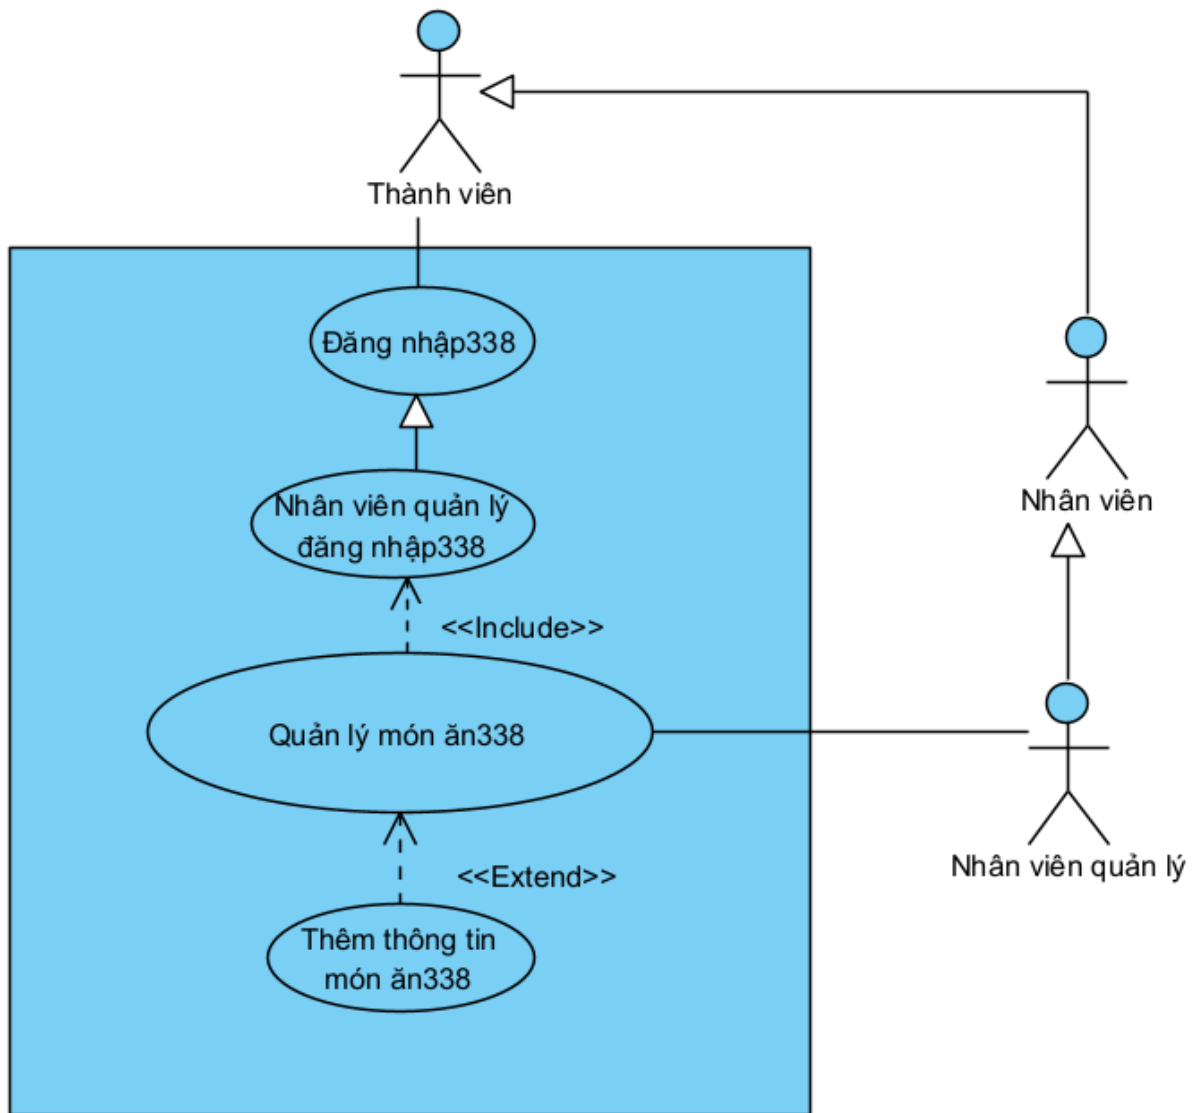 Thành viên
Đăng nhập338
Nhân viên quản lý
đăng nhập338
Nhân viên
<<Include>>
Quản lý món ăn338
Nhân viên quản lý
<<Extend>>
Thêm thông tin
món ăn338